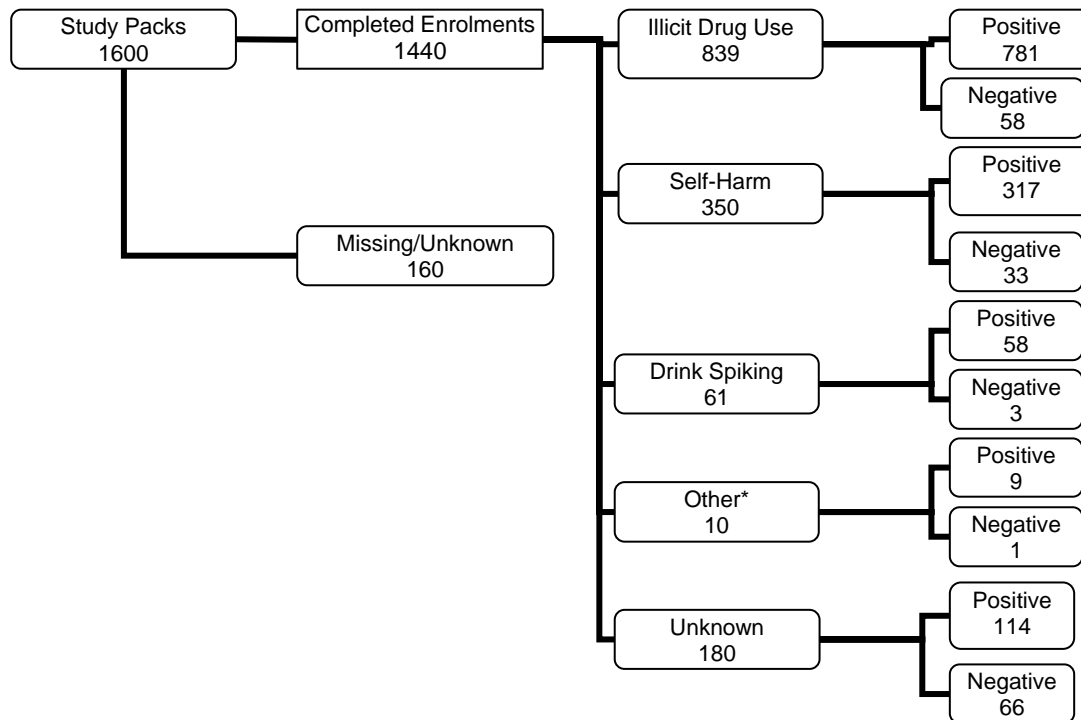 Study Packs
1600
Completed Enrolments
1440
Missing/Unknown
160
Illicit Drug Use
839
Positive
781
Negative
58
Self-Harm
350
Positive
317
Negative
33
Drink Spiking
61
Positive
58
Negative
3
Other*
10
Positive
9
Negative
1
Unknown
180
Positive
114
Negative
66